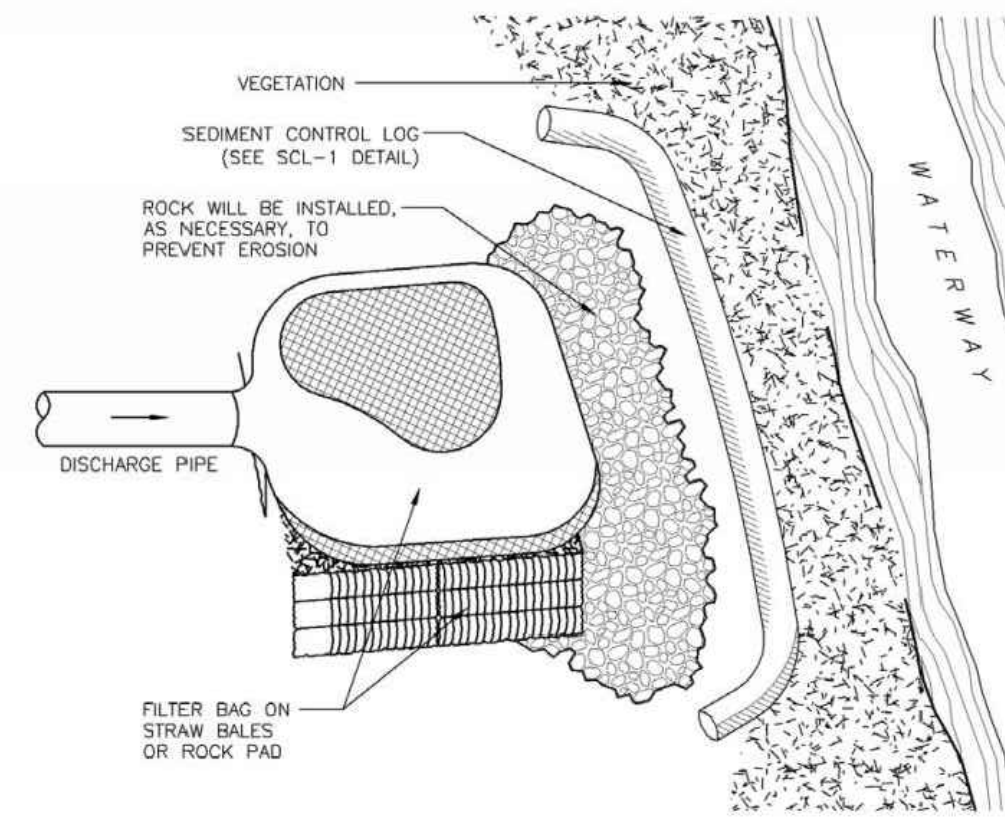 VEGETATION
SEDIMENT CONTROL LOG
(SEE SCL-1 DETAIL)
ROCK WILL BE INSTALLED,
AS NECESSARY, TO
PREVENT EROSION
WATERWAY
DISCHARGE PIPE
FILTER BAG ON
STRAW BALES
OR ROCK PAD